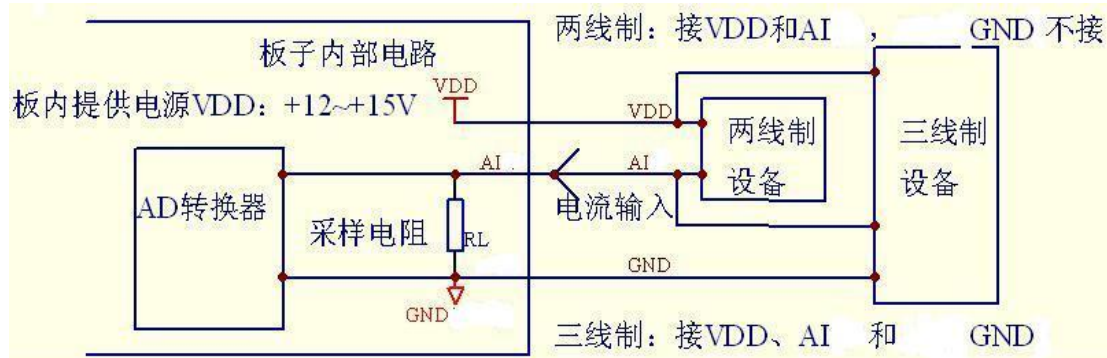 两线制：接VDD和AI ， GND 不接
板子内部电路
板内提供电源VDD：+12~+15V
VDD
VDD
两线制
设备
三线制
设备
AI
AI
AD转换器
采样电阻
RL
电流输入
GND
GND
三线制：接VDD、AI 和 GND